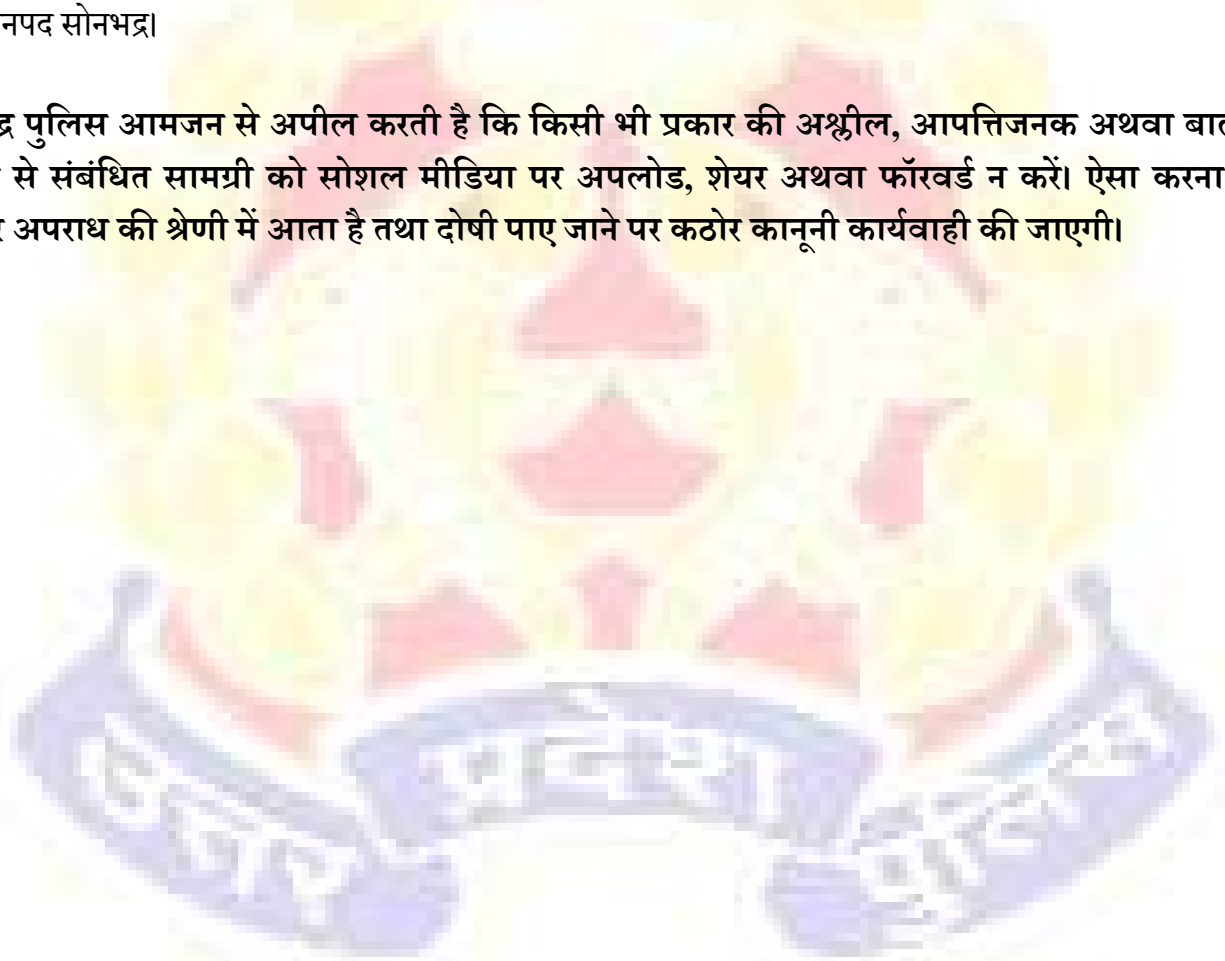 नपद सोनभद्र।
द्र पुलिस आमजन से अपील करती है कि किसी भी प्रकार की अश्लील, आपत्तिजनक अथवा बाल
से संबंधित सामग्री को सोशल मीडिया पर अपलोड, शेयर अथवा फॉरवर्ड न करें। ऐसा करना
र अपराध की श्रेणी में आता है तथा दोषी पाए जाने पर कठोर कानूनी कार्यवाही की जाएगी।